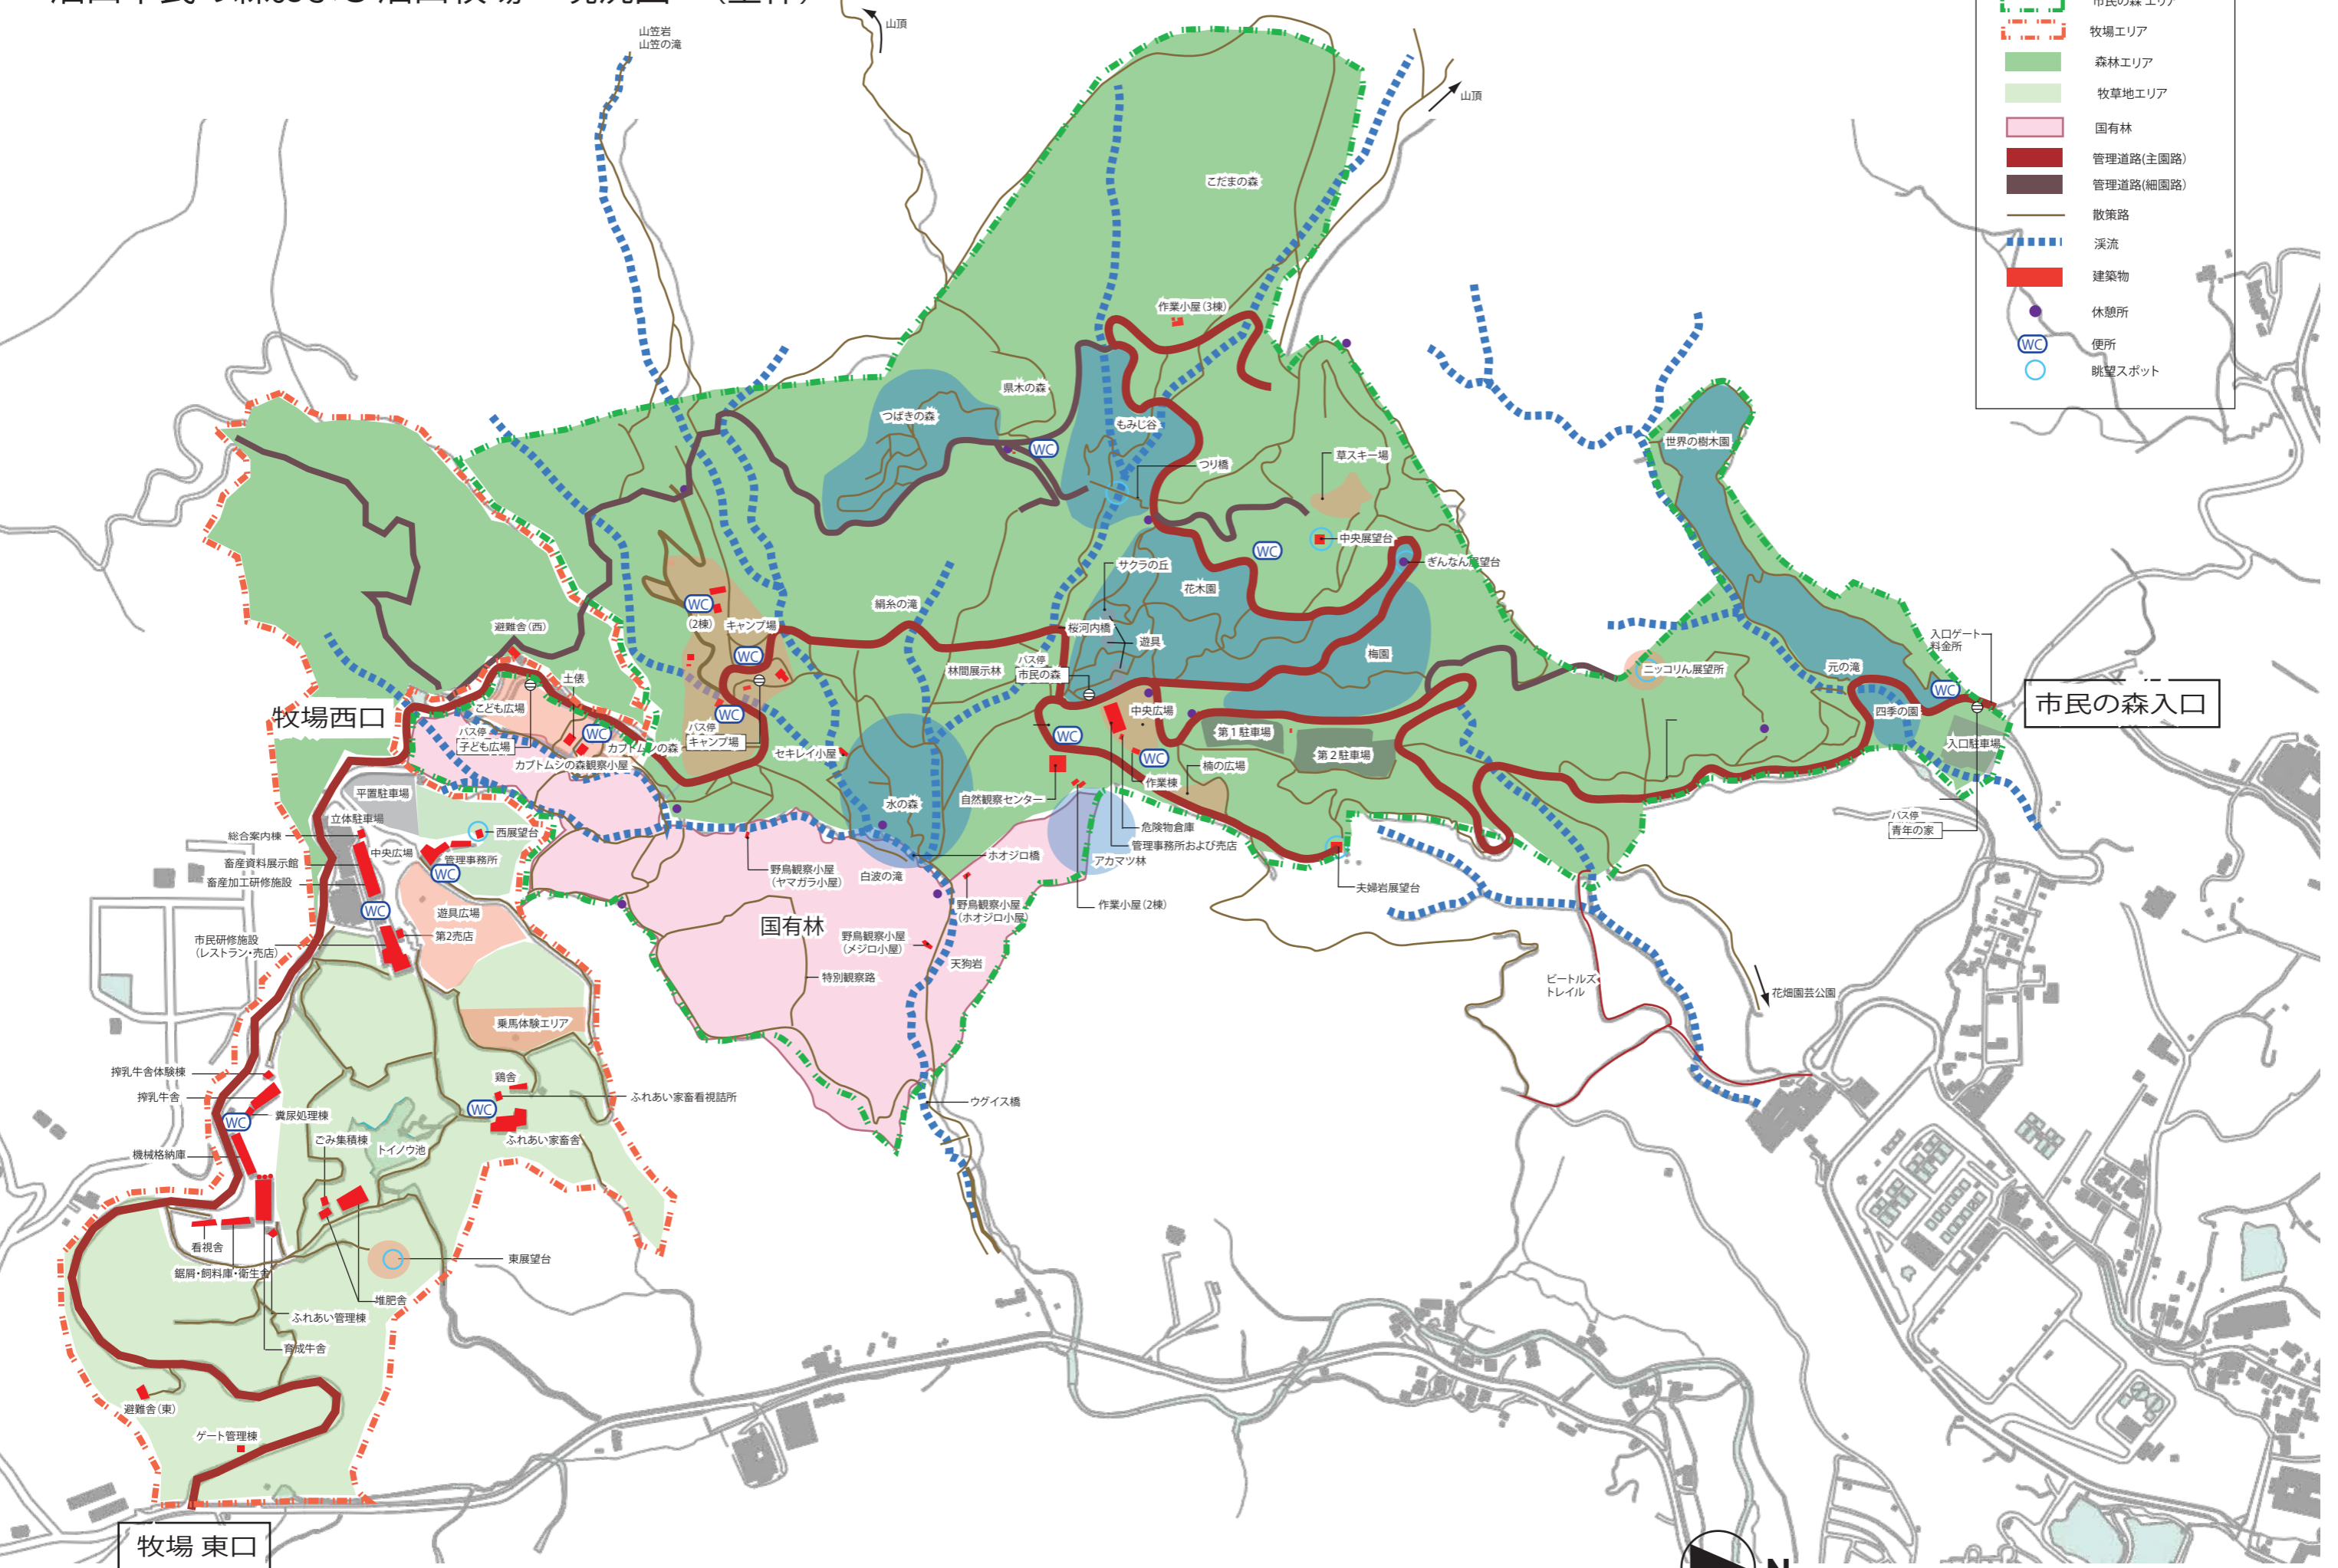 山頂
山笠岩
山笠の滝
山頂
市民の森 エリア
牧場エリア
森林エリア
牧草地エリア
国有林
管理道路(主園路)
管理道路(細園路)
散策路
渓流
建築物
休憩所
WC
便所
眺望スポット
こだまの森
作業小屋(3棟)
県木の森
つばきの森
もみじ谷
WC
つり橋
草スキー場
世界の樹木園
中央展望台
WC
ぎんなん展望台
サクラの丘
花木園
絹糸の滝
WC
(2棟)
キャンプ場
避難舎(西)
桜河内橋
遊具
梅園
入口ゲート
料金所
WC
バス停
市民の森
林間展示林
ニッコりん展望所
元の滝
WC
市民の森入口
土俵
こども広場
牧場西口
バス停
子ども広場
WC
カブトムシの森
カブトムシの森観察小屋
WC
バス停
キャンプ場
セキレイ小屋
中央広場
WC
WC
第1駐車場
第2駐車場
四季の園
入口駐車場
楠の広場
作業棟
平置駐車場
立体駐車場
総合案内棟
西展望台
中央広場
管理事務所
WC
畜産資料展示館
畜産加工研修施設
WC
水の森
自然観察センター
危険物倉庫
管理事務所および売店
アカマツ林
バス停
青年の家
ホオジロ橋
野鳥観察小屋
(ヤマガラ小屋)
白波の滝
野鳥観察小屋
(ホオジロ小屋)
作業小屋(2棟)
夫婦岩展望台
遊具広場
第2売店
市民研修施設
(レストラン・売店)
国有林
野鳥観察小屋
(メジロ小屋)
天狗岩
特別観察路
ビートルズ
トレイル
花畑園芸公園
乗馬体験エリア
搾乳牛舎体験棟
搾乳牛舎
WC
糞尿処理棟
鶏舎
ふれあい家畜看視詰所
WC
ウグイス橋
ごみ集積棟
トイノウ池
ふれあい家畜舎
機械格納庫
看視舎
鋸屑・飼料庫・衛生舎
東展望台
堆肥舎
ふれあい管理棟
育成牛舎
避難舎(東)
ゲート管理棟
牧場 東口
N